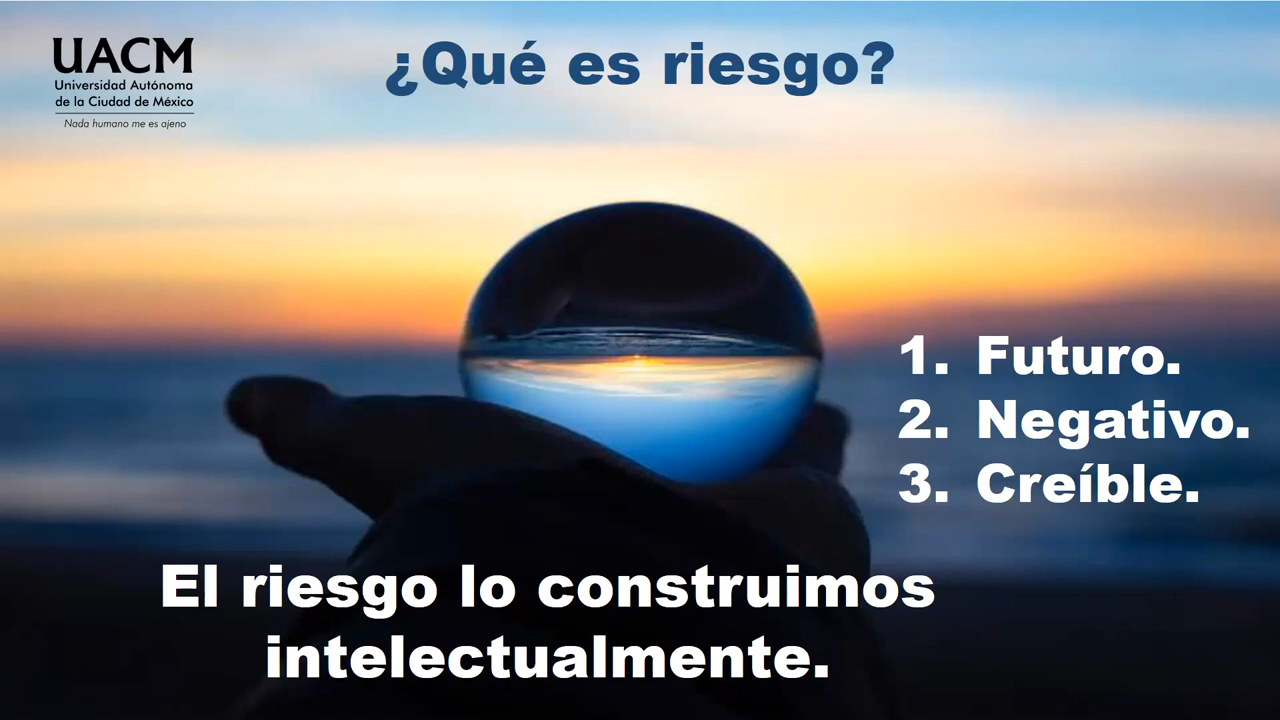 UACM
Universidad Autónoma
de la Ciudad de México
Nada humano me es ajeno
¿Qué es riesgo?
1. Futuro.
2. Negativo.
3. Creíble.
El riesgo lo construimos
intelectualmente.